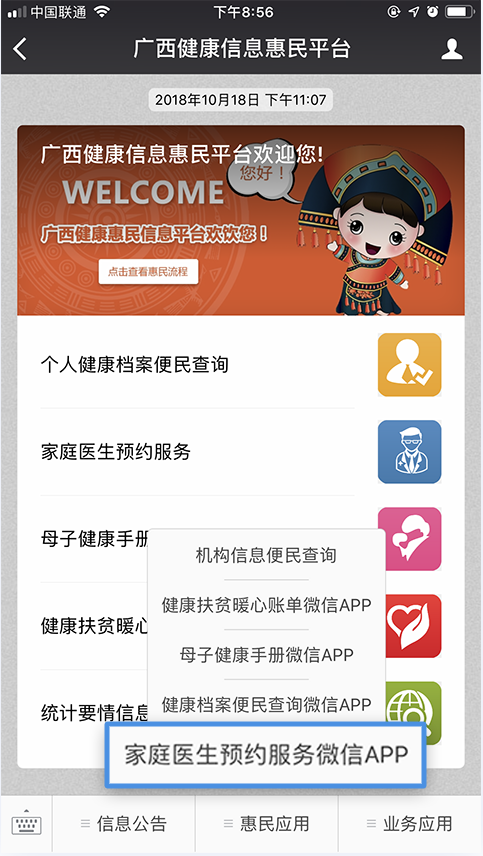 中国联通 下午8:56
广西健康信息惠民平台
2018年10月18日 下午11:07
广西健康信息惠民平台欢迎您!
您好！
WELCOME
广西健康惠民信息平台欢欢您！
点击查看惠民流程
个人健康档案便民查询
家庭医生预约服务
母子健康手册
机构信息便民查询
健康扶贫暖心账单微信APP
健康扶贫暖心
母子健康手册微信APP
健康档案便民查询微信APP
统计要情信息
家庭医生预约服务微信APP
信息公告 惠民应用 业务应用